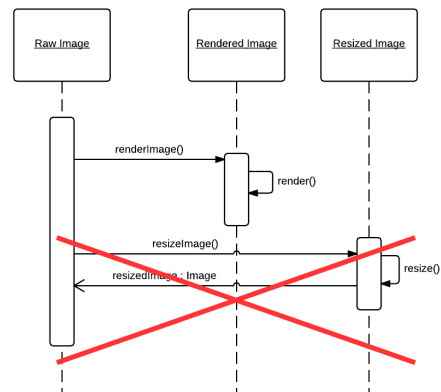 Raw Image
Rendered Image
Resized Image
renderImage()
render()
resizeImage()
resize()
resizedImage : Image